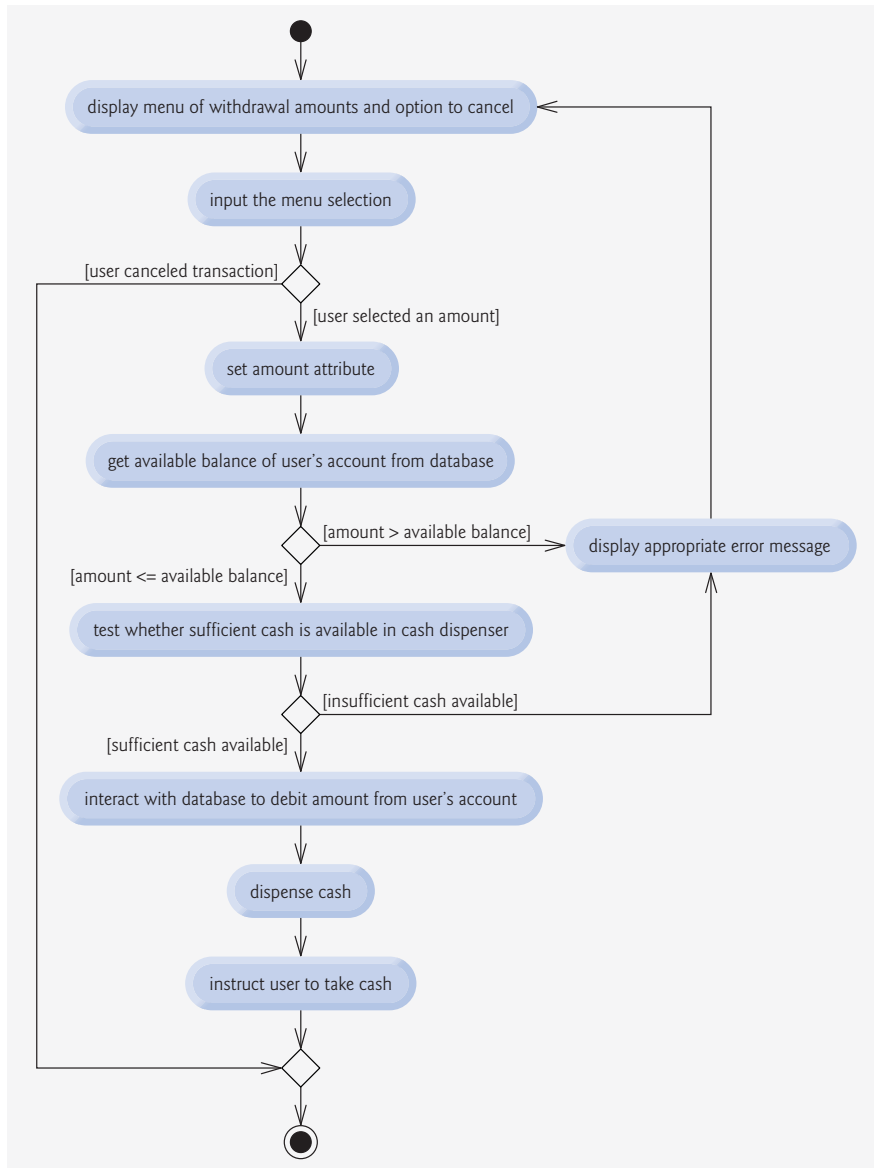 display menu of withdrawal amounts and option to cancel
input the menu selection
[user canceled transaction]
[user selected an amount]
set amount attribute
get available balance of user's account from database
[amount > available balance]
display appropriate error message
[amount <= available balance]
test whether sufficient cash is available in cash dispenser
[insufficient cash available]
[sufficient cash available]
interact with database to debit amount from user's account
dispense cash
instruct user to take cash